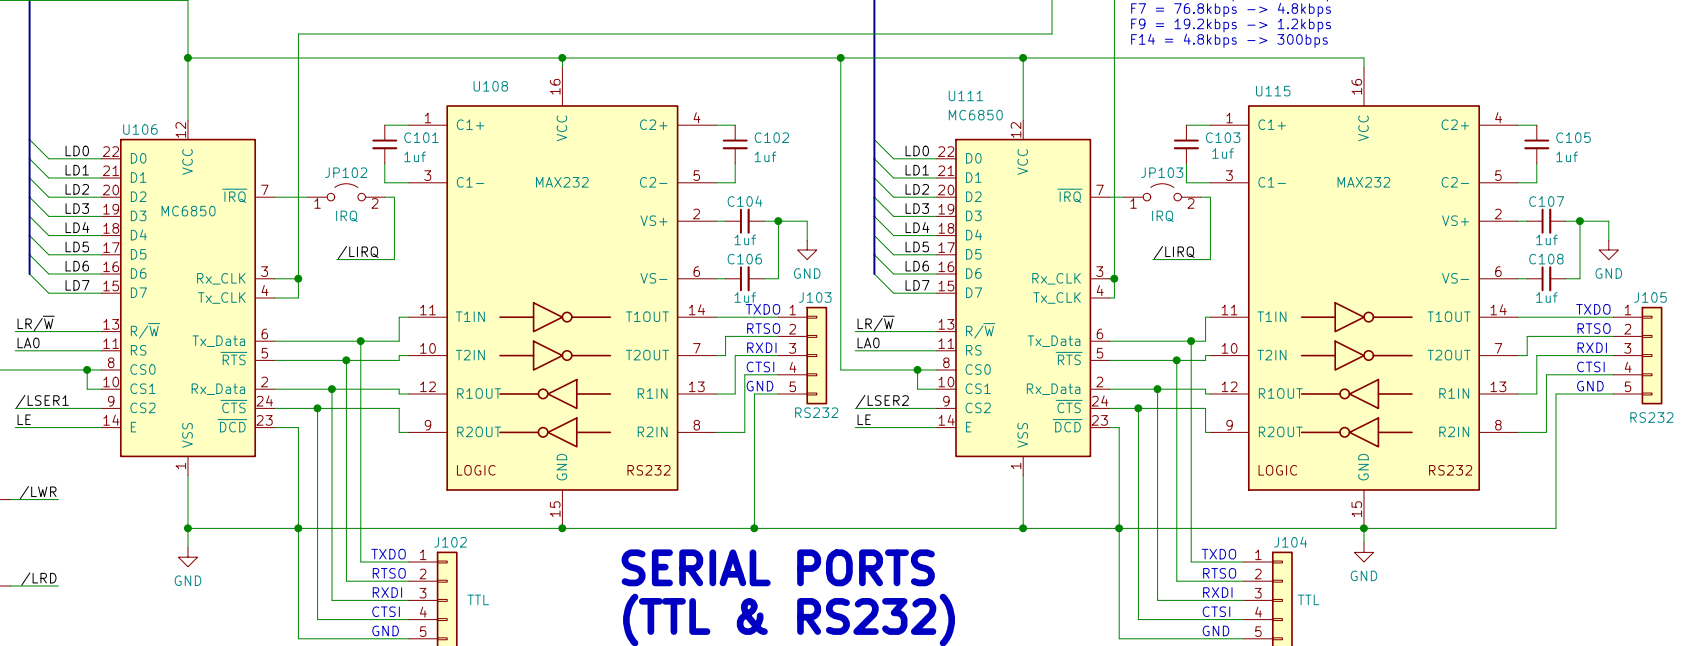 F7 = 76.8kbps -> 4.8kbps
F9 = 19.2kbps -> 1.2kbps
F14 = 4.8kbps -> 300bps
U106
12
VCC
MC6850
LD0 22 D0
LD1 21 D1
LD2 20 D2
LD3 19 D3
LD4 18 D4
LD5 17 D5
LD6 16 D6
LD7 15 D7
LR/W 13 R/W
LA0 11 RS
8 CS0
10 CS1
/LSER1 9 CS2
LE 14 E
VSS
1
GND
IRQ 7
Rx_CLK 3
Tx_CLK 4
Tx_Data 6
RTS 5
Rx_Data 2
CTS 24
DCD 23
JP102
1 2
IRQ
/LIRQ
/LWR
/LRD
U108
16
VCC
MAX232
1 C1+
3 C1-
C101
1uf
C2+ 4
C2- 5
C102
1uf
VS+ 2
C104
1uf
VS- 6
C106
1uf
GND
11 T1IN
10 T2IN
12 R1OUT
9 R2OUT
T1OUT 14
T2OUT 7
R1IN 13
R2IN 8
LOGIC
GND
RS232
15
J103
TXDO 1
RTSO 2
RXDI 3
CTSI 4
GND 5
RS232
J102
TXDO 1
RTSO 2
RXDI 3
CTSI 4
GND 5
TTL
SERIAL PORTS
(TTL & RS232)
U111
MC6850
12
VCC
LD0 22 D0
LD1 21 D1
LD2 20 D2
LD3 19 D3
LD4 18 D4
LD5 17 D5
LD6 16 D6
LD7 15 D7
LR/W 13 R/W
LA0 11 RS
8 CS0
10 CS1
/LSER2 9 CS2
LE 14 E
VSS
1
IRQ 7
Rx_CLK 3
Tx_CLK 4
Tx_Data 6
RTS 5
Rx_Data 2
CTS 24
DCD 23
JP103
1 2
IRQ
/LIRQ
U115
16
VCC
MAX232
1 C1+
3 C1-
C103
1uf
C2+ 4
C2- 5
C105
1uf
VS+ 2
C107
1uf
VS- 6
C108
1uf
GND
11 T1IN
10 T2IN
12 R1OUT
9 R2OUT
T1OUT 14
T2OUT 7
R1IN 13
R2IN 8
LOGIC
GND
RS232
15
GND
J105
TXDO 1
RTSO 2
RXDI 3
CTSI 4
GND 5
RS232
J104
TXDO 1
RTSO 2
RXDI 3
CTSI 4
GND 5
TTL